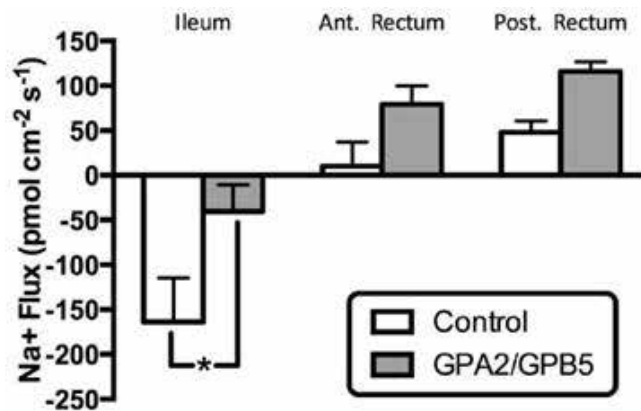 Ileum Ant. Rectum Post. Rectum
150
100
50
0
-50
-100
-150
-200
-250
Na+ Flux (pmol cm-2 s-1)
*
Control
GPA2/GPB5